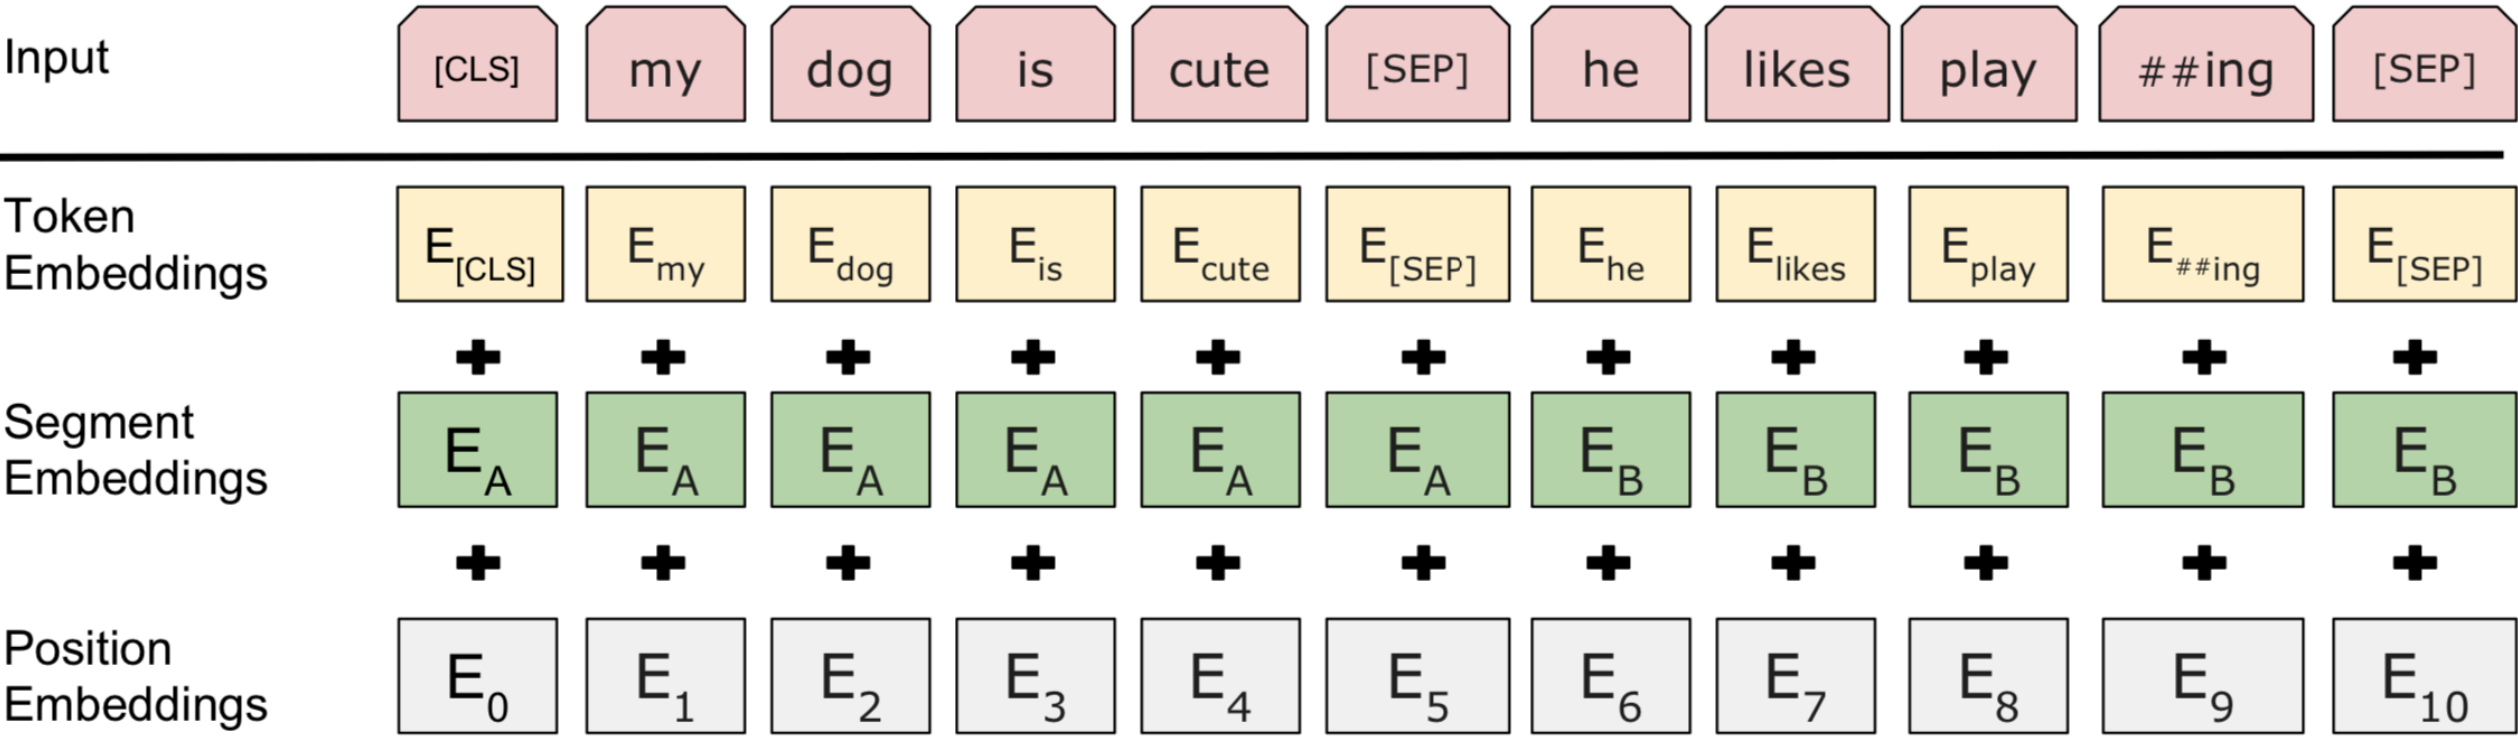 Input [CLS] my dog is cute [SEP] he likes play ##ing [SEP]
Token
Embeddings E[CLS] Emy Edog Eis Ecute E[SEP] Ehe Elikes Eplay E##ing E[SEP]
+ + + + + + + + + + +
Segment
Embeddings EA EA EA EA EA EA EB EB EB EB EB
+ + + + + + + + + + +
Position
Embeddings E0 E1 E2 E3 E4 E5 E6 E7 E8 E9 E10